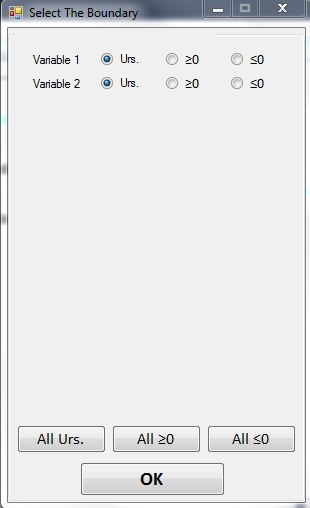 Select The Boundary
Variable 1 Urs. ≥0 ≤0
Variable 2 Urs. ≥0 ≤0
All Urs. All ≥0 All ≤0
OK